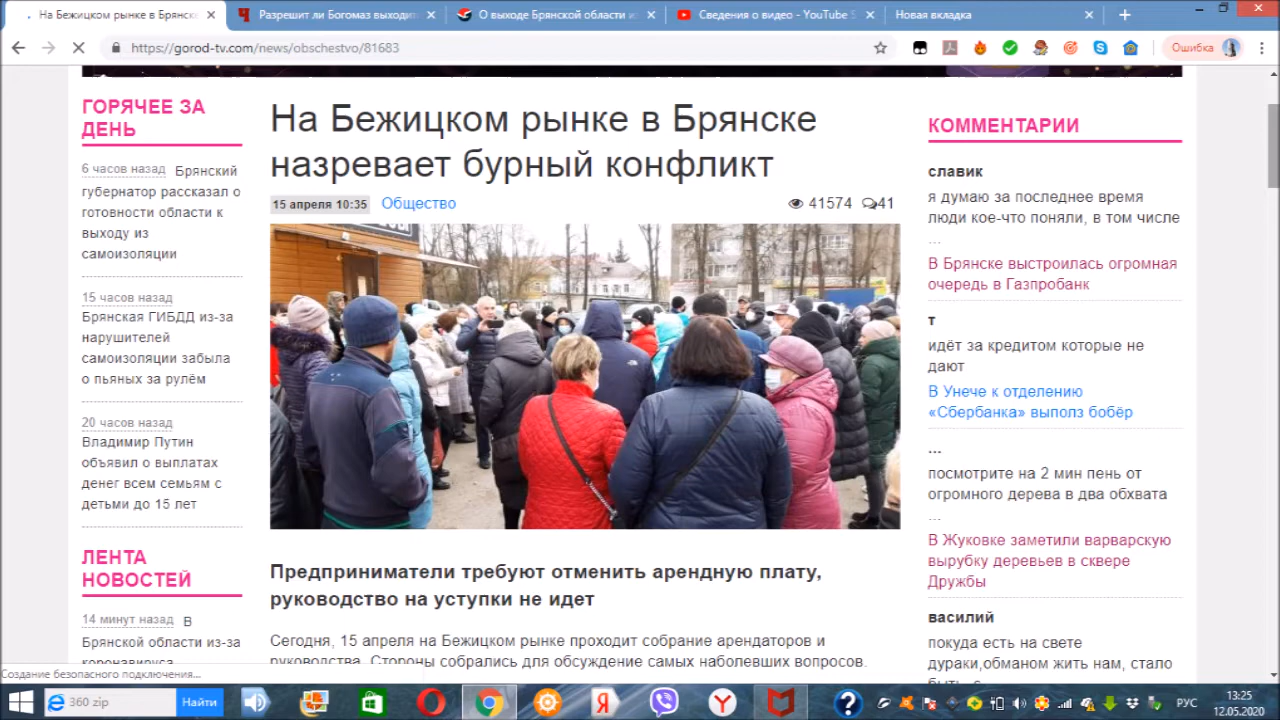 На Бежицком рынке в Брянске
Разрешит ли Богомаз выходит
О выходе Брянской области из
Сведения о видео - YouTube S
Новая вкладка
https://gorod-tv.com/news/obschestvo/81683
Ошибка
ГОРЯЧЕЕ ЗА
ДЕНЬ
6 часов назад Брянский
губернатор рассказал о
готовности области к
выходу из
самоизоляции
15 часов назад
Брянская ГИБДД из-за
нарушителей
самоизоляции забыла
о пьяных за рулём
20 часов назад
Владимир Путин
объявил о выплатах
денег всем семьям с
детьми до 15 лет
ЛЕНТА
НОВОСТЕЙ
14 минут назад В
Брянской области из-за
коронавируса
На Бежицком рынке в Брянске
назревает бурный конфликт
15 апреля 10:35 Общество 41574 41
Предприниматели требуют отменить арендную плату,
руководство на уступки не идет
Сегодня, 15 апреля на Бежицком рынке проходит собрание арендаторов и
руководства. Стороны собрались для обсуждение самых наболевших вопросов.
КОММЕНТАРИИ
славик
я думаю за последнее время
люди кое-что поняли, в том числе
...
В Брянске выстроилась огромная
очередь в Газпробанк
т
идёт за кредитом которые не
дают
В Унече к отделению
«Сбербанка» выполз бобёр
...
посмотрите на 2 мин пень от
огромного дерева в два обхвата
...
В Жуковке заметили варварскую
вырубку деревьев в сквере
Дружбы
василий
покуда есть на свете
дураки,обманом жить нам, стало
быть, с
Создание безопасного подключения...
360 zip Найти
РУС
13:25
12.05.2020